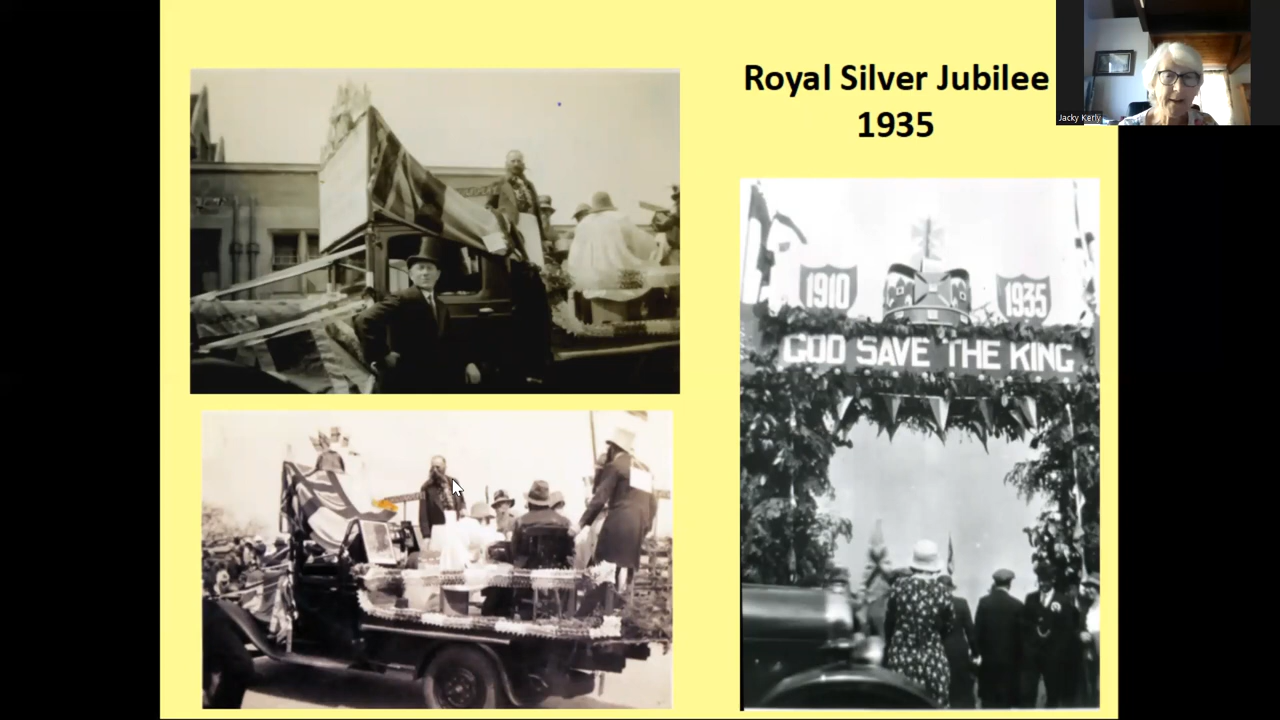 Royal Silver Jubilee
1935
Jacky Kerly
1910
1935
GOD SAVE THE KING